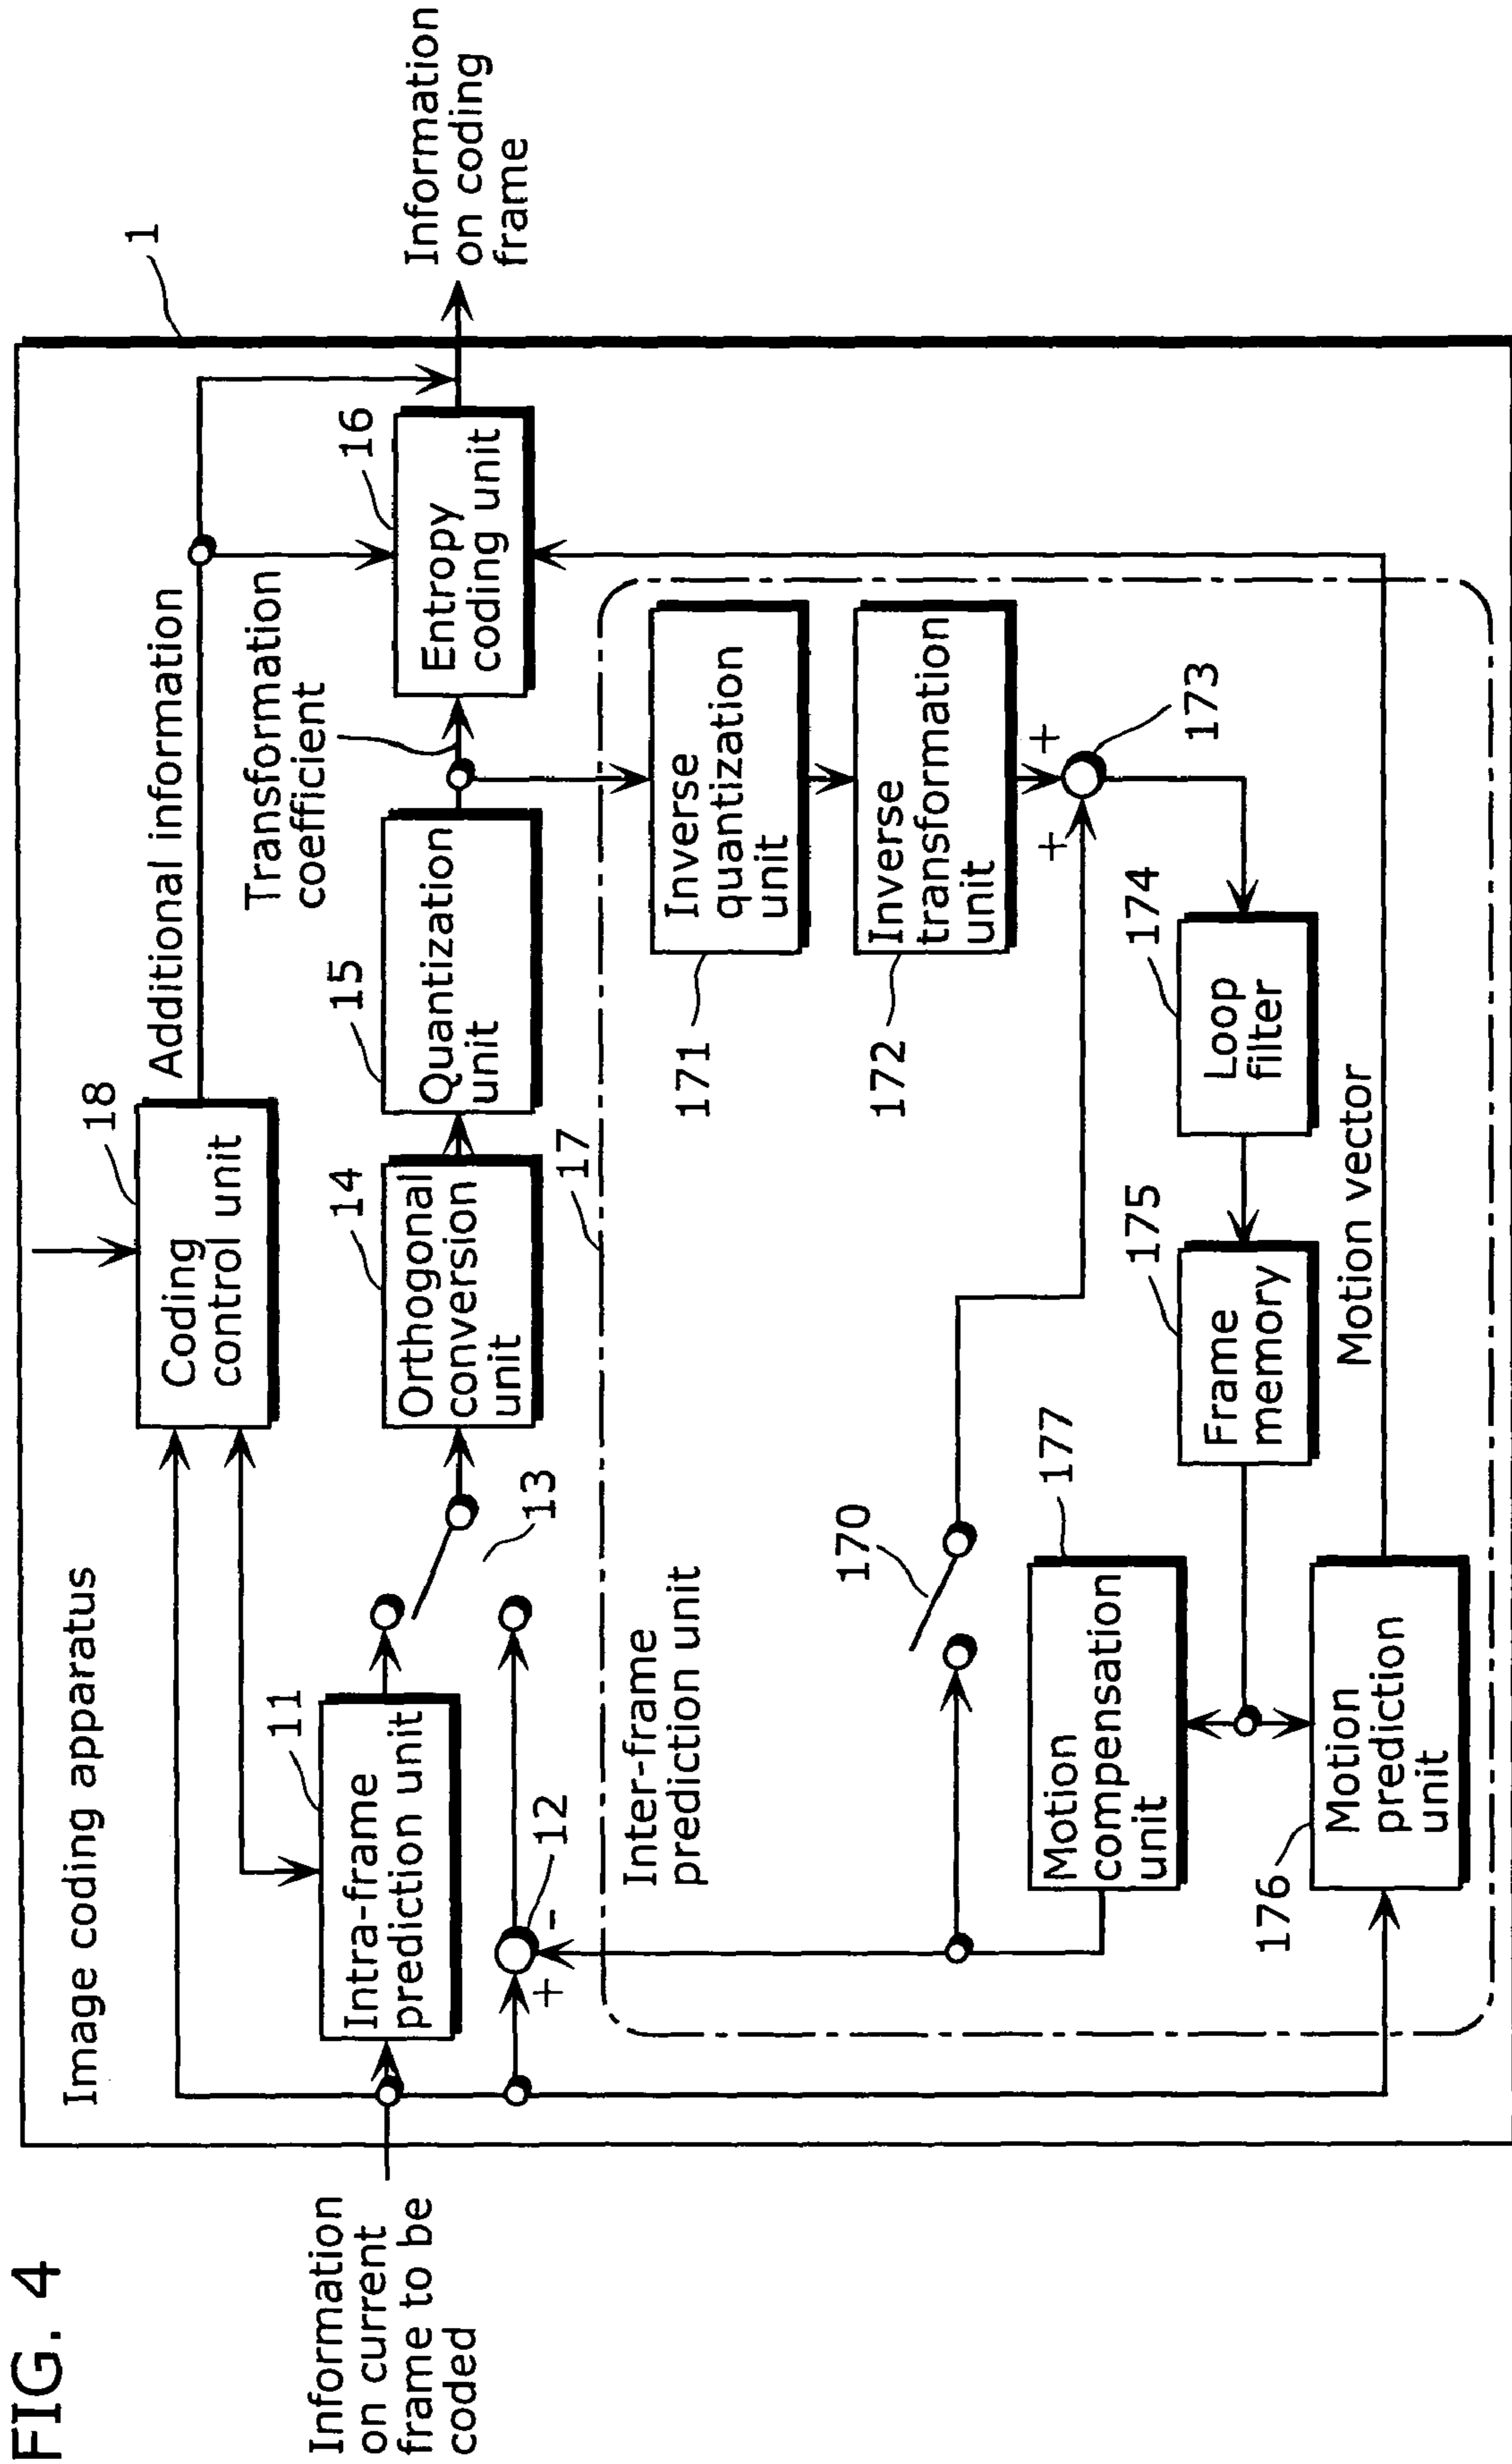 FIG. 4
Image coding apparatus
1
Information
on current
frame to be
coded
18
Coding
control unit
Additional information
11
Intra-frame
prediction unit
12
+
-
13
14
Orthogonal
conversion
unit
15
Quantization
unit
Transformation
coefficient
16
Entropy
coding unit
Information
on coding
frame
17
Inter-frame
prediction unit
171
Inverse
quantization
unit
172
Inverse
transformation
unit
170
+
+
173
177
Motion
compensation
unit
174
Loop
filter
175
Frame
memory
176
Motion
prediction
unit
Motion vector